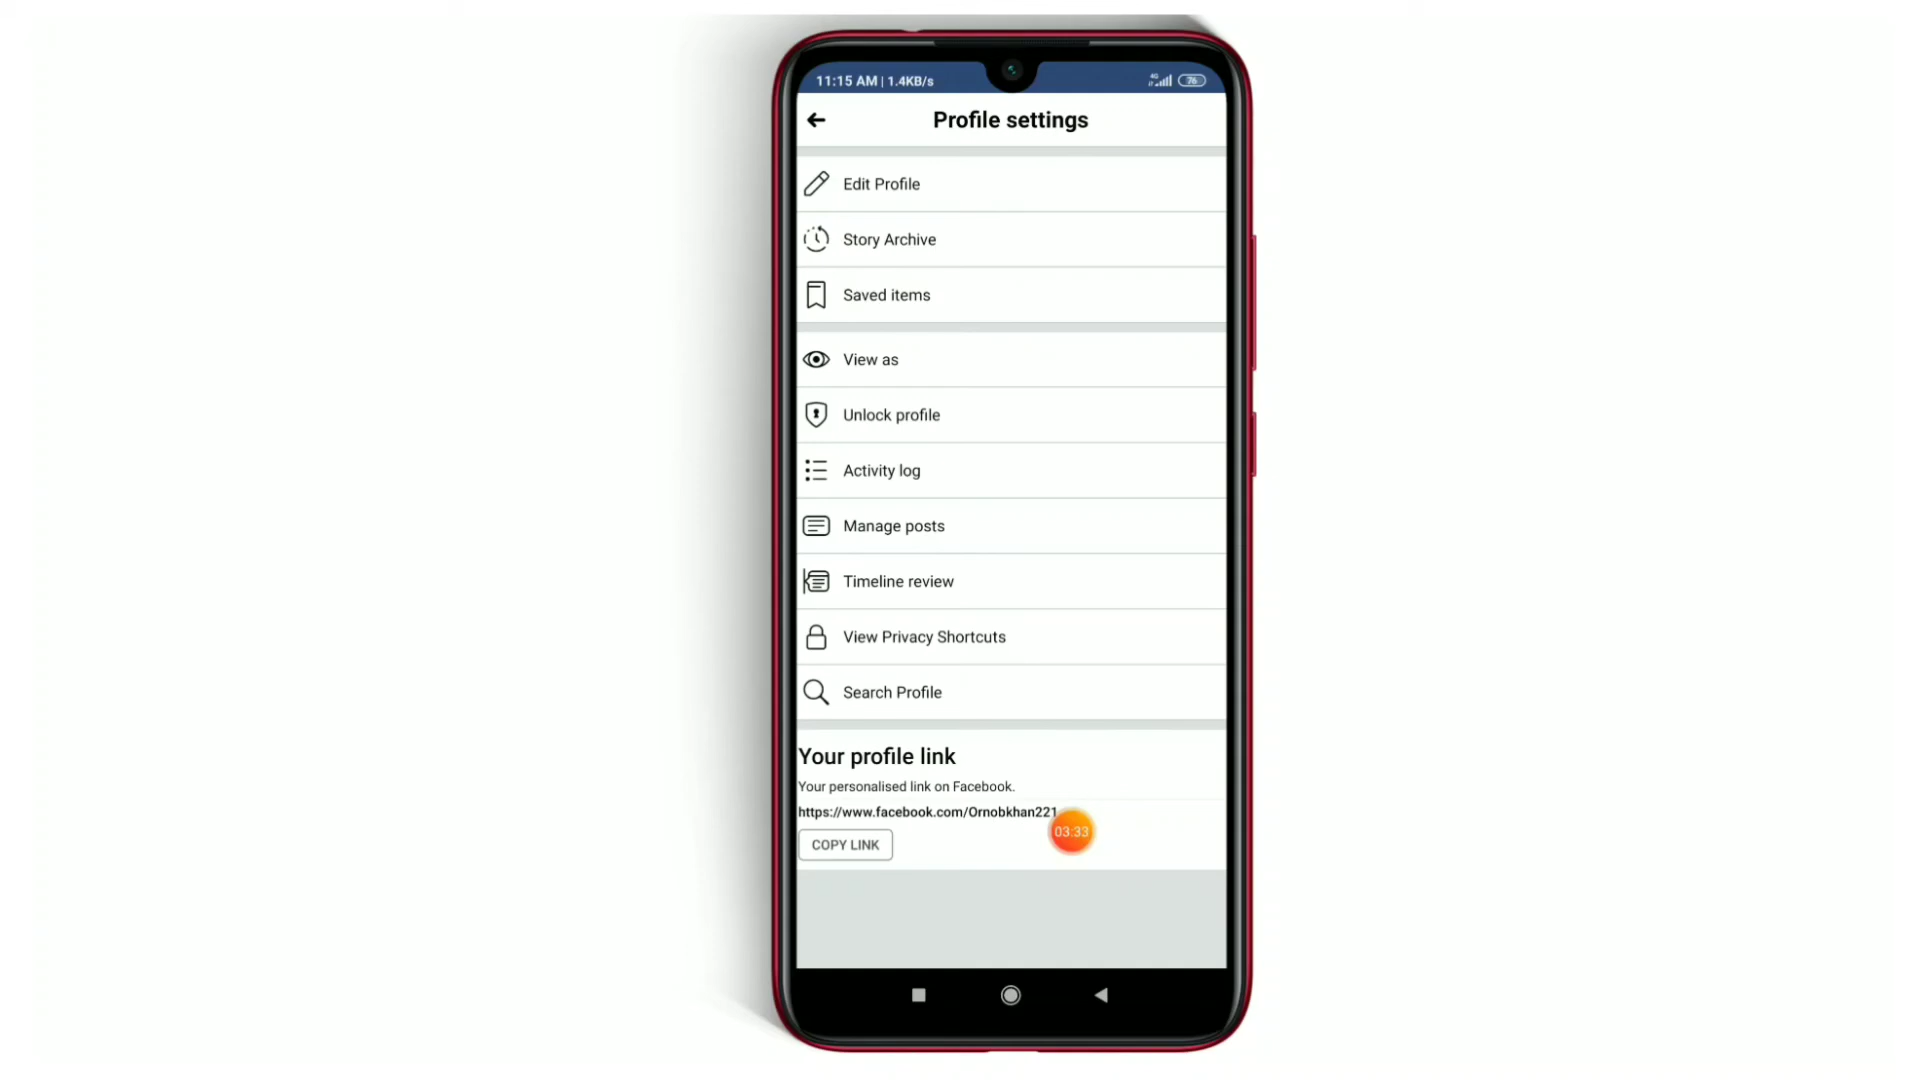 11:15 AM | 1.4KB/s
4G
76
Profile settings
Edit Profile
Story Archive
Saved items
View as
Unlock profile
Activity log
Manage posts
Timeline review
View Privacy Shortcuts
Search Profile
Your profile link
Your personalised link on Facebook.
https://www.facebook.com/Ornobkhan221
03:33
COPY LINK